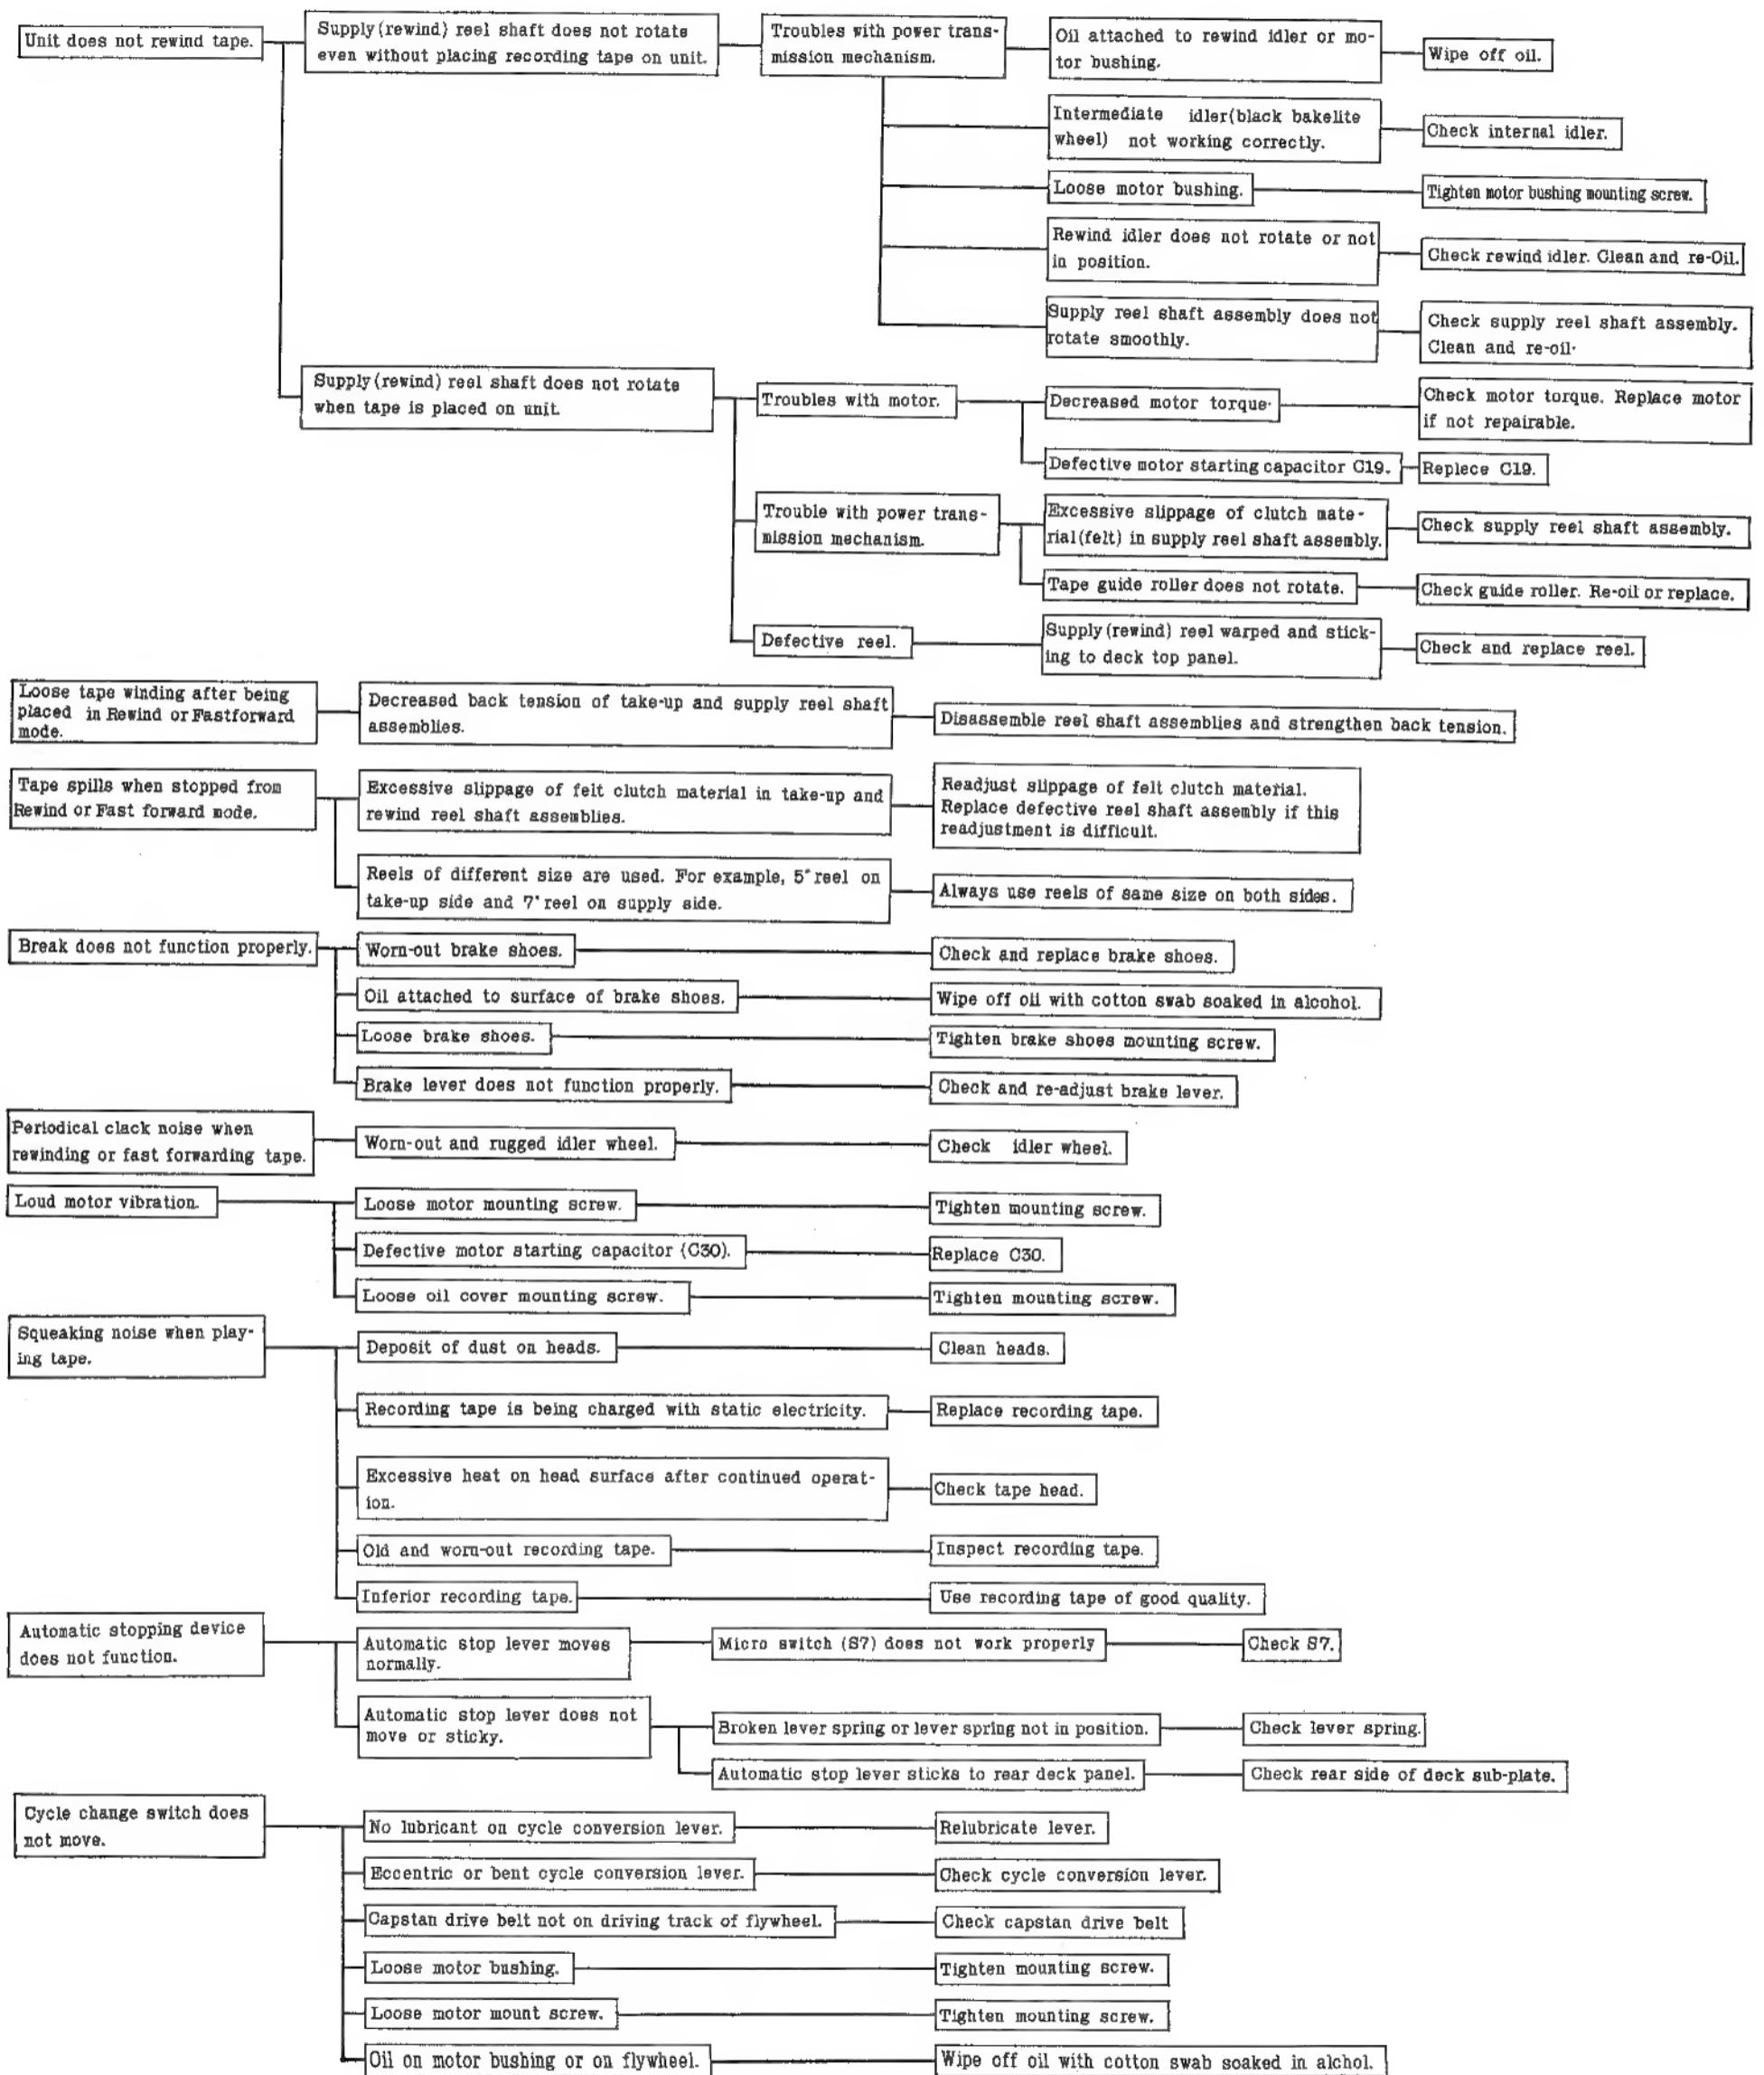 Unit does not rewind tape.
Supply(rewind) reel shaft does not rotate
even without placing recording tape on unit.
Troubles with power trans-
mission mechanism.
Oil attached to rewind idler or mo-
tor bushing.
Wipe off oil.
Intermediate idler(black bakelite
wheel) not working correctly.
Check internal idler.
Loose motor bushing.
Tighten motor bushing mounting screw.
Rewind idler does not rotate or not
in position.
Check rewind idler. Clean and re-Oil.
Supply reel shaft assembly does not
rotate smoothly.
Check supply reel shaft assembly.
Clean and re-oil.
Supply(rewind) reel shaft does not rotate
when tape is placed on unit.
Troubles with motor.
Decreased motor torque.
Check motor torque. Replace motor
if not repairable.
Defective motor starting capacitor C19.
Replece C19.
Trouble with power trans-
mission mechanism.
Excessive slippage of clutch mate-
rial(felt) in supply reel shaft assembly.
Check supply reel shaft assembly.
Tape guide roller does not rotate.
Check guide roller. Re-oil or replace.
Defective reel.
Supply(rewind) reel warped and stick-
ing to deck top panel.
Check and replace reel.
Loose tape winding after being
placed in Rewind or Fastforward
mode.
Decreased back tension of take-up and supply reel shaft
assemblies.
Disassemble reel shaft assemblies and strengthen back tension.
Tape spills when stopped from
Rewind or Fast forward mode.
Excessive slippage of felt clutch material in take-up and
rewind reel shaft assemblies.
Readjust slippage of felt clutch material.
Replace defective reel shaft assembly if this
readjustment is difficult.
Reels of different size are used. For example, 5" reel on
take-up side and 7" reel on supply side.
Always use reels of same size on both sides.
Break does not function properly.
Worn-out brake shoes.
Check and replace brake shoes.
Oil attached to surface of brake shoes.
Wipe off oil with cotton swab soaked in alcohol.
Loose brake shoes.
Tighten brake shoes mounting screw.
Brake lever does not function properly.
Check and re-adjust brake lever.
Periodical clack noise when
rewinding or fast forwarding tape.
Worn-out and rugged idler wheel.
Check idler wheel.
Loud motor vibration.
Loose motor mounting screw.
Tighten mounting screw.
Defective motor starting capacitor (C30).
Replace C30.
Loose oil cover mounting screw.
Tighten mounting screw.
Squeaking noise when play-
ing tape.
Deposit of dust on heads.
Clean heads.
Recording tape is being charged with static electricity.
Replace recording tape.
Excessive heat on head surface after continued operat-
ion.
Check tape head.
Old and worn-out recording tape.
Inspect recording tape.
Inferior recording tape.
Use recording tape of good quality.
Automatic stopping device
does not function.
Automatic stop lever moves
normally.
Micro switch (S7) does not work properly
Check S7.
Automatic stop lever does not
move or sticky.
Broken lever spring or lever spring not in position.
Check lever spring.
Automatic stop lever sticks to rear deck panel.
Check rear side of deck sub-plate.
Cycle change switch does
not move.
No lubricant on cycle conversion lever.
Relubricate lever.
Eccentric or bent cycle conversion lever.
Check cycle conversion lever.
Capstan drive belt not on driving track of flywheel.
Check capstan drive belt
Loose motor bushing.
Tighten mounting screw.
Loose motor mount screw.
Tighten mounting screw.
Oil on motor bushing or on flywheel.
Wipe off oil with cotton swab soaked in alchol.